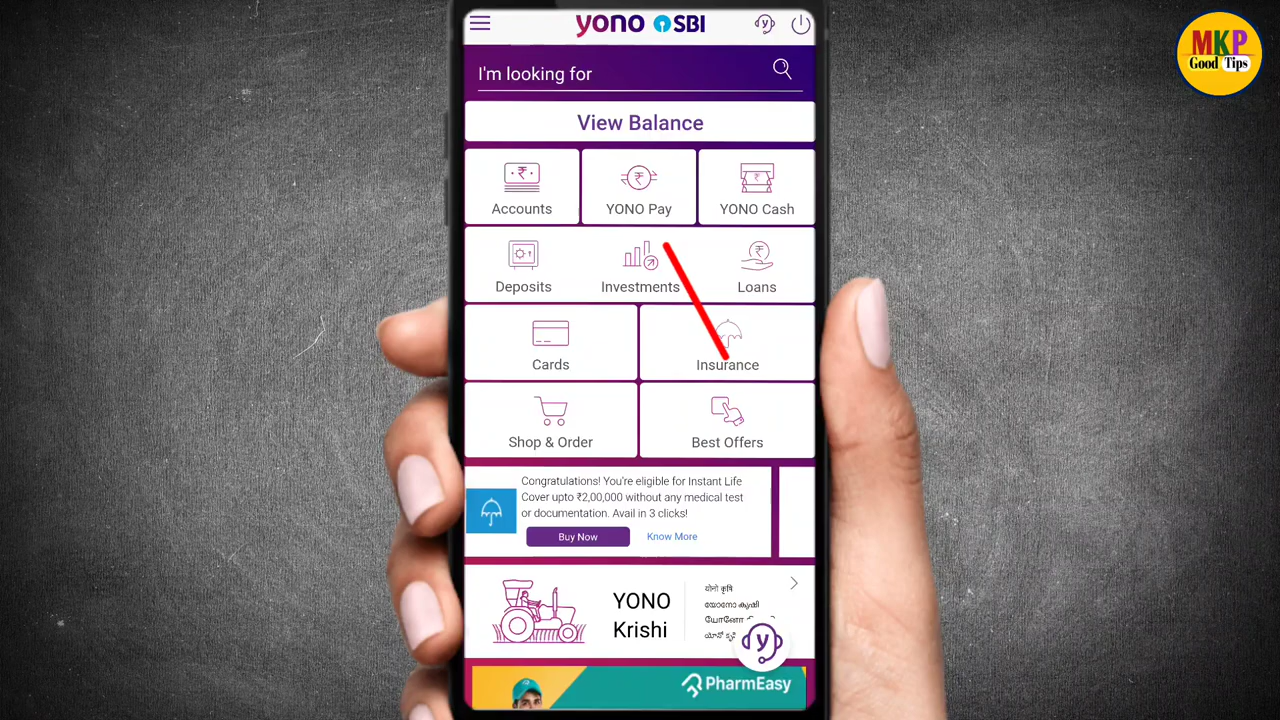 yono SBI
MKP
Good Tips
I'm looking for
View Balance
Accounts
YONO Pay
YONO Cash
Deposits
Investments
Loans
Cards
Insurance
Shop & Order
Best Offers
Congratulations! You're eligible for Instant Life
Cover upto ₹2,00,000 without any medical test
or documentation. Avail in 3 clicks!
Buy Now
Know More
YONO
Krishi
योनो कृषि
യോനോ കൃഷി
யோனோ
యోనో
y
PharmEasy